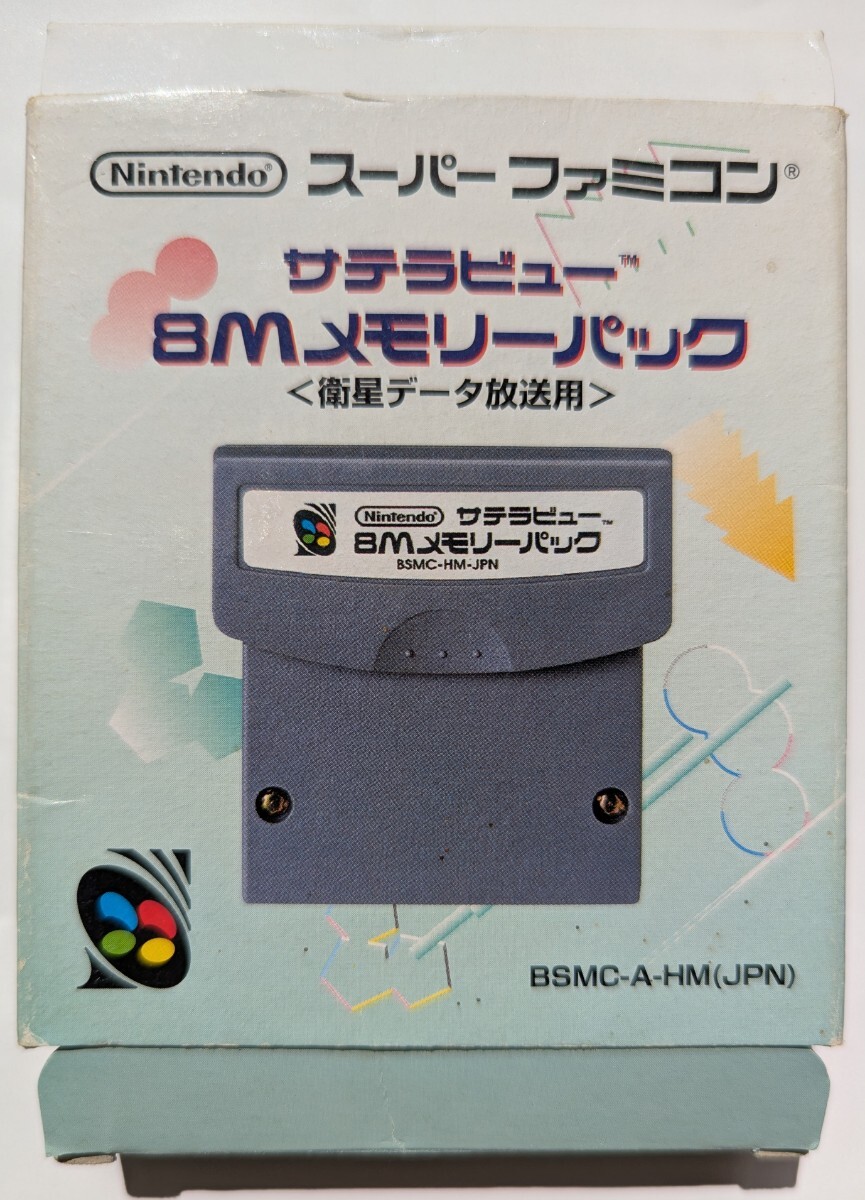 Nintendo® スーパーファミコン®
サテラビュー™
8Mメモリーパック
＜衛星データ放送用＞
Nintendo サテラビュー™
8Mメモリーパック
BSMC-HM-JPN
BSMC-A-HM(JPN)